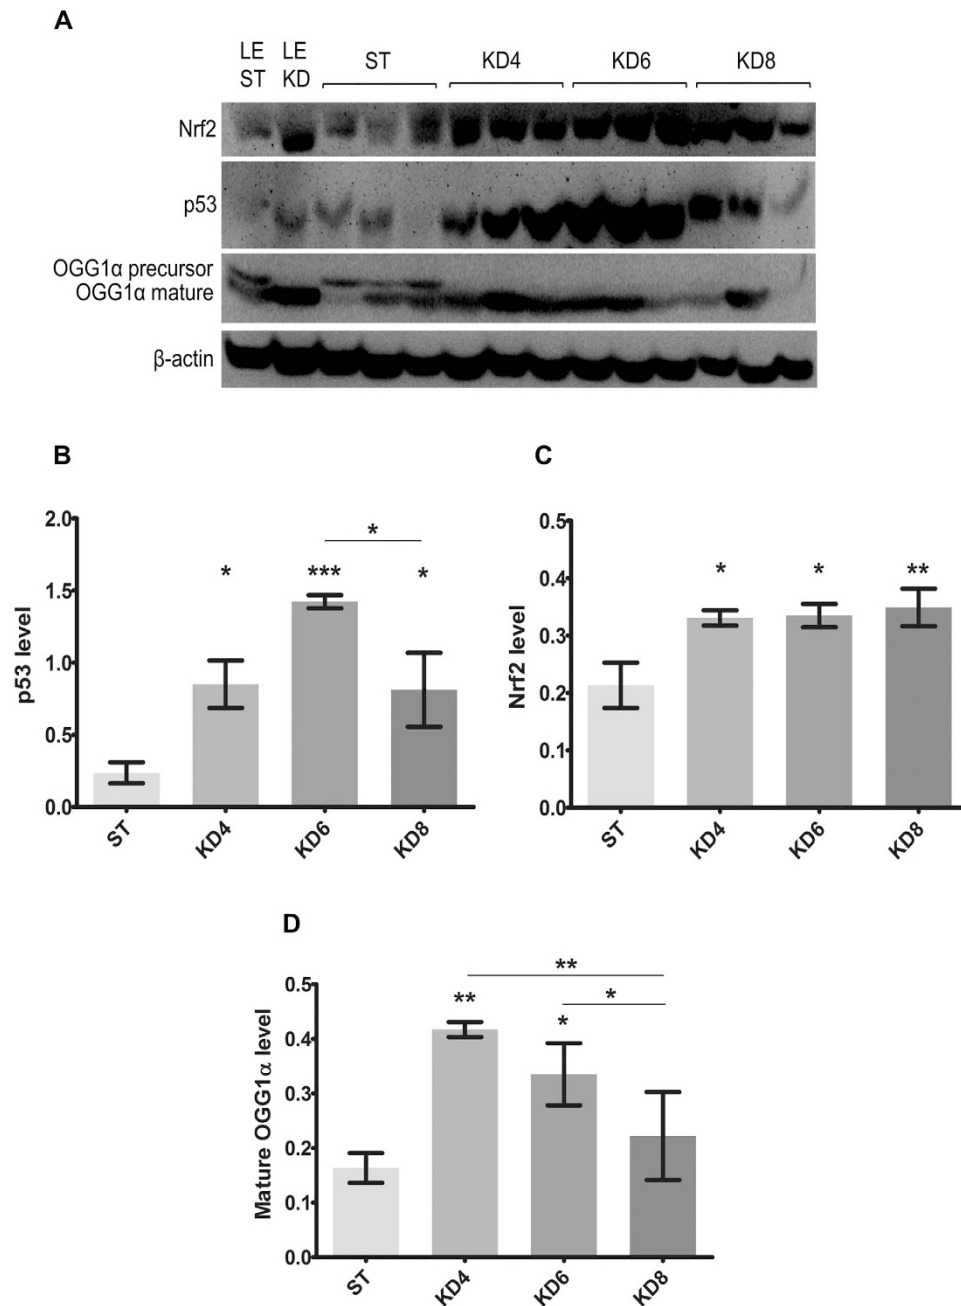 A
LE ST
LE KD
ST
KD4
KD6
KD8
Nrf2
p53
OGG1α precursor
OGG1α mature
β-actin
B
p53 level
2.0
1.5
1.0
0.5
0.0
*
***
*
*
ST
KD4
KD6
KD8
C
Nrf2 level
0.5
0.4
0.3
0.2
0.1
0.0
*
*
**
ST
KD4
KD6
KD8
D
Mature OGG1α level
0.5
0.4
0.3
0.2
0.1
0.0
**
**
*
*
ST
KD4
KD6
KD8